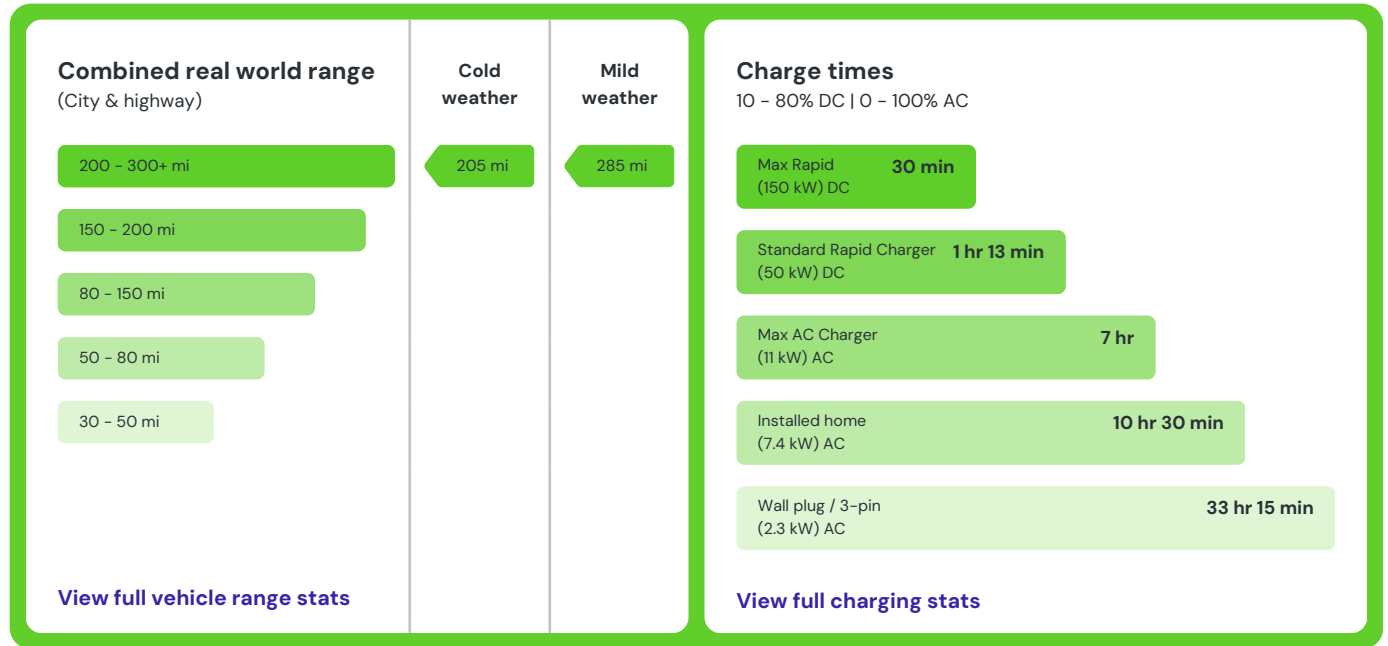 Combined real world range
(City & highway)
Cold
weather
Mild
weather
200 - 300+ mi
205 mi
285 mi
150 - 200 mi
80 - 150 mi
50 - 80 mi
30 - 50 mi
View full vehicle range stats
Charge times
10 - 80% DC | 0 - 100% AC
Max Rapid
(150 kW) DC
30 min
Standard Rapid Charger
(50 kW) DC
1 hr 13 min
Max AC Charger
(11 kW) AC
7 hr
Installed home
(7.4 kW) AC
10 hr 30 min
Wall plug / 3-pin
(2.3 kW) AC
33 hr 15 min
View full charging stats